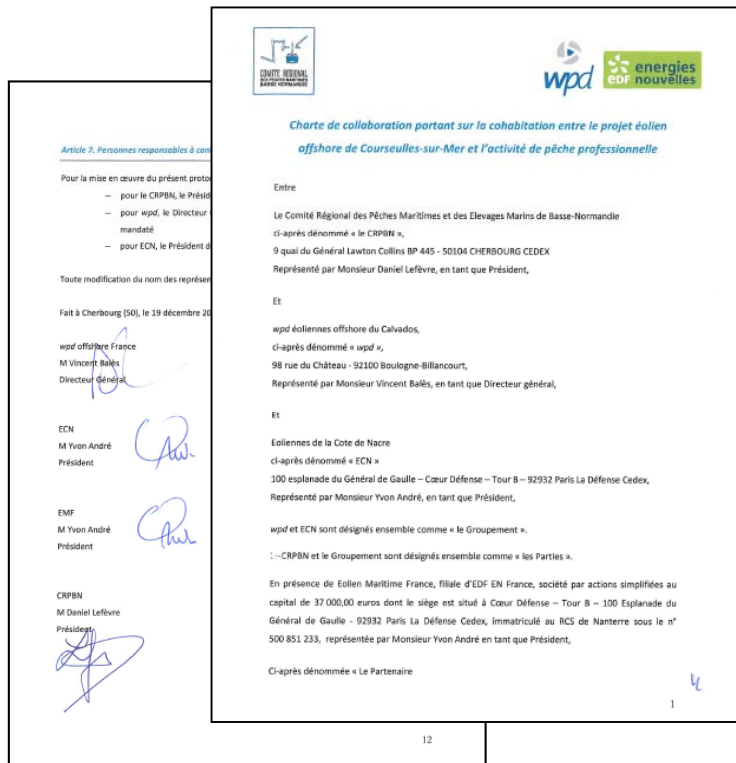 COMITE REGIONAL
DES PECHES MARITIMES
BASSE NORMANDIE
wpd
edf energies
nouvelles
Charte de collaboration portant sur la cohabitation entre le projet éolien
offshore de Courseulles-sur-Mer et l'activité de pêche professionnelle
Entre
Le Comité Régional des Pêches Maritimes et des Elevages Marins de Basse-Normandie
ci-après dénommé « le CRPBN »,
9 quai du Général Lawton Collins BP 445 - 50104 CHERBOURG CEDEX
Représenté par Monsieur Daniel Lefèvre, en tant que Président,
Et
wpd éoliennes offshore du Calvados,
ci-après dénommé « wpd »,
98 rue du Château - 92100 Boulogne-Billancourt,
Représenté par Monsieur Vincent Balès, en tant que Directeur général,
Et
Eoliennes de la Cote de Nacre
ci-après dénommé « ECN »
100 esplanade du Général de Gaulle – Cœur Défense – Tour B – 92932 Paris La Défense Cedex,
Représenté par Monsieur Yvon André, en tant que Président,
wpd et ECN sont désignés ensemble comme « le Groupement ».
CRPBN et le Groupement sont désignés ensemble comme « les Parties ».
En présence de Eolien Maritime France, filiale d'EDF EN France, société par actions simplifiées au
capital de 37 000,00 euros dont le siège est situé à Cœur Défense – Tour B – 100 Esplanade du
Général de Gaulle - 92932 Paris La Défense Cedex, immatriculé au RCS de Nanterre sous le n°
500 851 233, représentée par Monsieur Yvon André en tant que Président,
Ci-après dénommée « Le Partenaire
1
Article 7. Personnes responsables à con
Pour la mise en œuvre du présent proto
– pour le CRPBN, le Présid
– pour wpd, le Directeur
mandaté
– pour ECN, le Président d
Toute modification du nom des représen
Fait à Cherbourg (50), le 19 décembre 20
wpd offshore France
M Vincent Balès
Directeur Général
ECN
M Yvon André
Président
EMF
M Yvon André
Président
CRPBN
M Daniel Lefèvre
Président
12